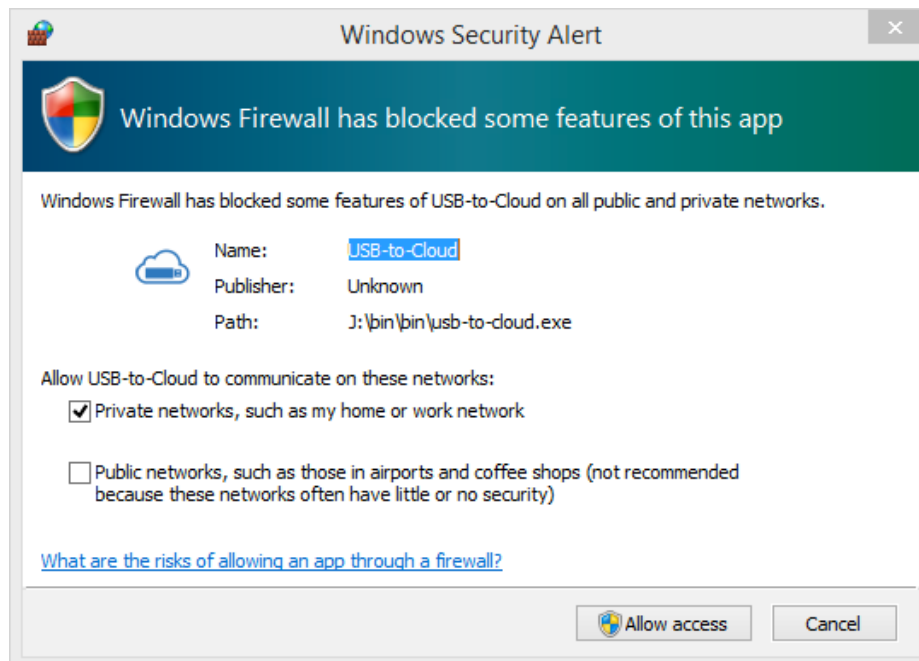 Windows Security Alert
Windows Firewall has blocked some features of this app
Windows Firewall has blocked some features of USB-to-Cloud on all public and private networks.
Name: USB-to-Cloud
Publisher: Unknown
Path: J:\bin\bin\usb-to-cloud.exe
Allow USB-to-Cloud to communicate on these networks:
Private networks, such as my home or work network
Public networks, such as those in airports and coffee shops (not recommended
because these networks often have little or no security)
What are the risks of allowing an app through a firewall?
Allow access Cancel